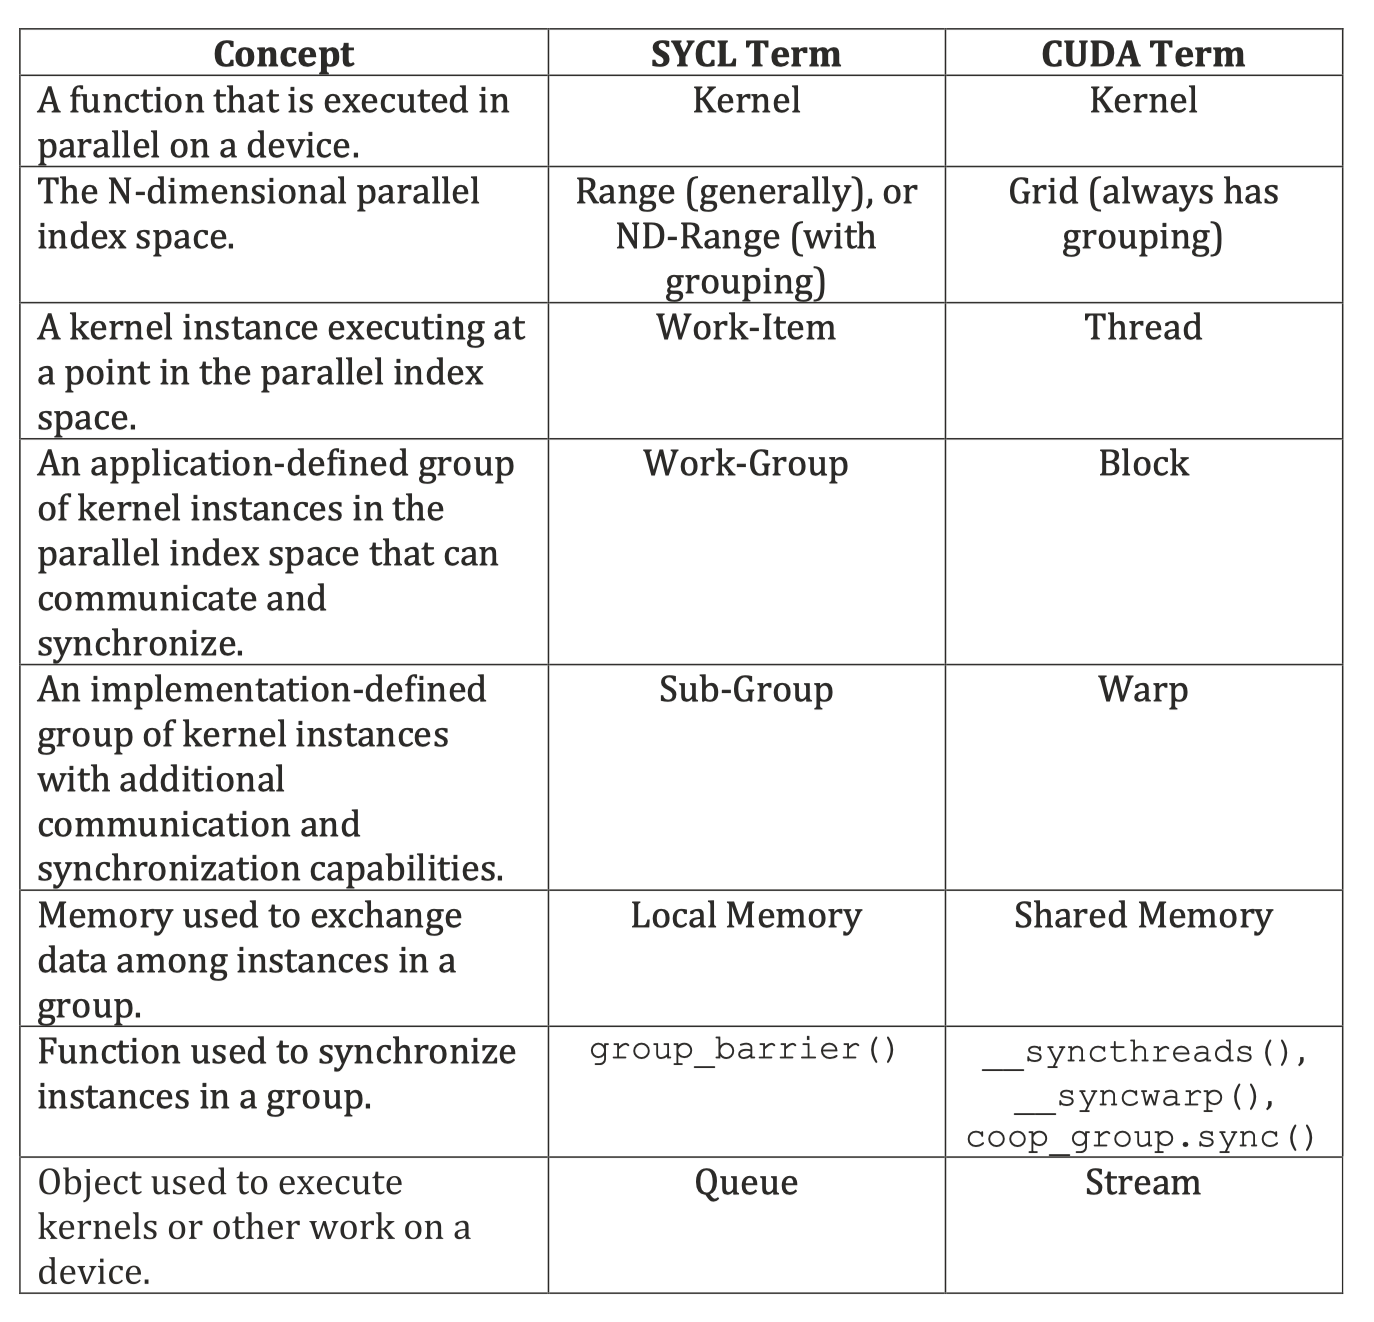 Concept SYCL Term CUDA Term
A function that is executed in Kernel Kernel
parallel on a device.
The N-dimensional parallel Range (generally), or Grid (always has
index space. ND-Range (with grouping)
grouping)
A kernel instance executing at Work-Item Thread
a point in the parallel index
space.
An application-defined group Work-Group Block
of kernel instances in the
parallel index space that can
communicate and
synchronize.
An implementation-defined Sub-Group Warp
group of kernel instances
with additional
communication and
synchronization capabilities.
Memory used to exchange Local Memory Shared Memory
data among instances in a
group.
Function used to synchronize group_barrier() __syncthreads(),
instances in a group. __syncwarp(),
coop_group.sync()
Object used to execute Queue Stream
kernels or other work on a
device.